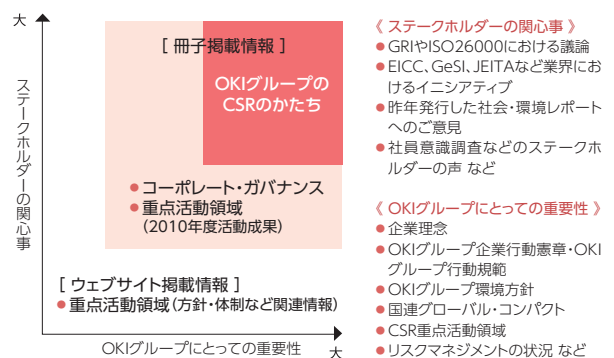 大
ステークホルダーの関心事
[ 冊子掲載情報 ]
OKIグループの
CSRのかたち
●コーポレート・ガバナンス
●重点活動領域
(2010年度活動成果)
[ ウェブサイト掲載情報 ]
●重点活動領域(方針・体制など関連情報)
OKIグループにとっての重要性
大
《 ステークホルダーの関心事 》
●GRIやISO26000における議論
●EICC、GeSI、JEITAなど業界にお
けるイニシアティブ
●昨年発行した社会・環境レポート
へのご意見
●社員意識調査などのステークホ
ルダーの声 など
《 OKIグループにとっての重要性 》
●企業理念
●OKIグループ企業行動憲章・OKI
グループ行動規範
●OKIグループ環境方針
●国連グローバル・コンパクト
●CSR重点活動領域
●リスクマネジメントの状況 など